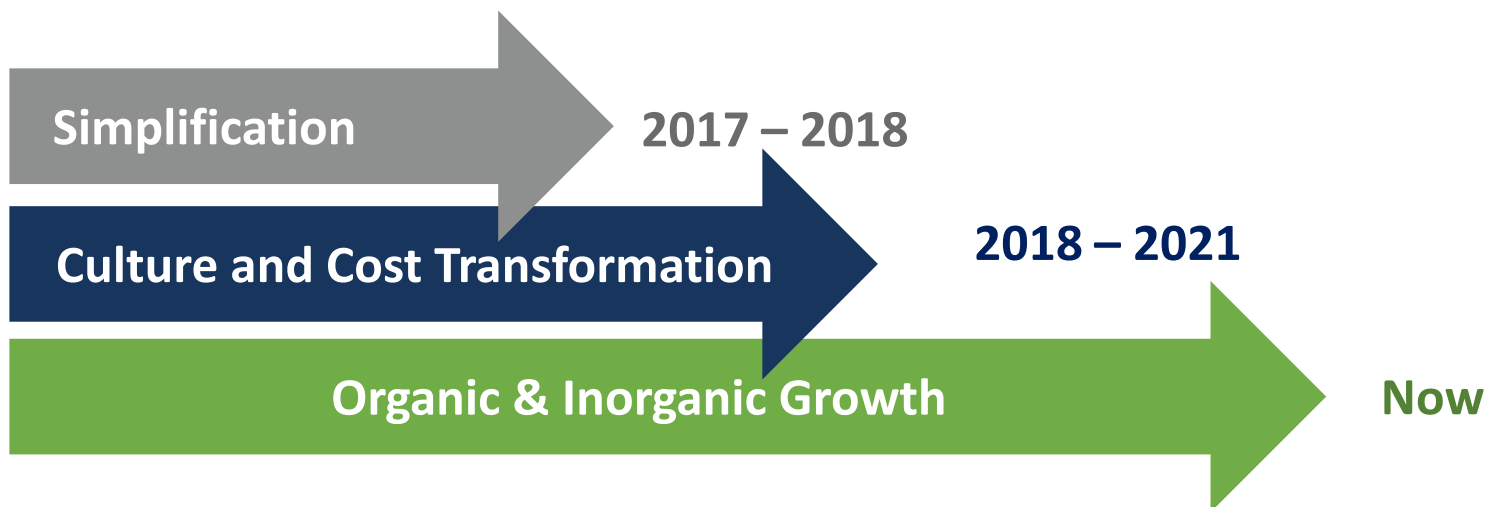 Simplification
2017 – 2018
Culture and Cost Transformation
2018 – 2021
Organic & Inorganic Growth
Now